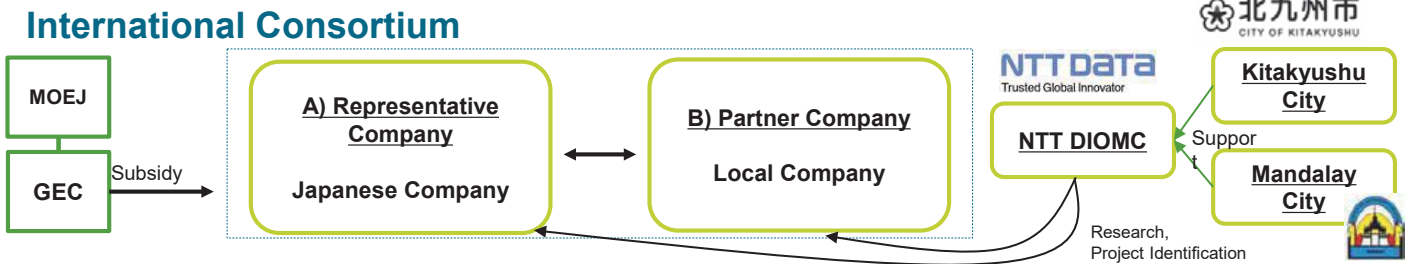 International Consortium
北九州市
CITY OF KITAKYUSHU
MOEJ
GEC
Subsidy
A) Representative
Company
Japanese Company
B) Partner Company
Local Company
NTT DATA
Trusted Global Innovator
NTT DIOMC
Suppor
t
Kitakyushu
City
Mandalay
City
Research,
Project Identification